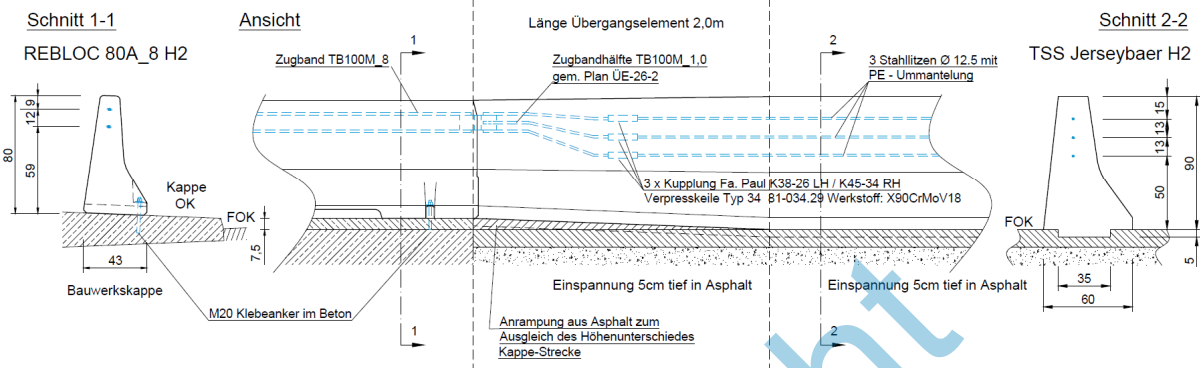 Schnitt 1-1
REBLOC 80A_8 H2
Ansicht
Länge Übergangselement 2,0m
Schnitt 2-2
TSS Jerseybaer H2
Zugband TB100M_8
Zugbandhälfte TB100M_1,0
gem. Plan ÜE-26-2
3 Stahllitzen Ø 12.5 mit
PE - Ummantelung
1
2
9
12
59
80
15
13
13
50
90
5
Kappe
OK
FOK
7,5
43
Bauwerkskappe
M20 Klebeanker im Beton
3 x Kupplung Fa. Paul K38-26 LH / K45-34 RH
Verpresskeile Typ 34 81-034.29 Werkstoff: X90CrMoV18
FOK
35
60
Einspannung 5cm tief in Asphalt
Einspannung 5cm tief in Asphalt
Anrampung aus Asphalt zum
Ausgleich des Höhenunterschiedes
Kappe-Strecke
1
2